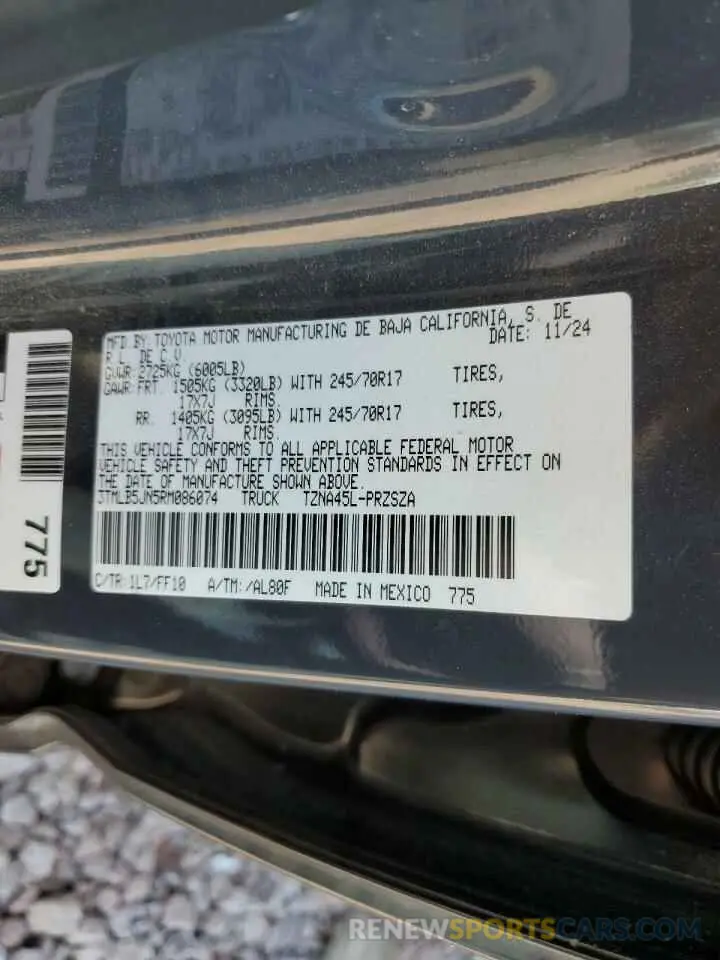 MFD BY: TOYOTA MOTOR MANUFACTURING DE BAJA CALIFORNIA, S. DE
R L. DE C.V. DATE: 11/24
GVWR 2725KG (6005LB)
GAWR FRT. 1505KG (3320LB) WITH 245/70R17 TIRES,
17X7J RIMS.
RR. 1405KG (3095LB) WITH 245/70R17 TIRES,
17X7J RIMS.
THIS VEHICLE CONFORMS TO ALL APPLICABLE FEDERAL MOTOR
VEHICLE SAFETY AND THEFT PREVENTION STANDARDS IN EFFECT ON
THE DATE OF MANUFACTURE SHOWN ABOVE.
3TMLB5JN5RM086074 TRUCK TZNA45L-PRZSZA
C/TR:1L7/FF10 A/TM:/AL80F MADE IN MEXICO 775
775
RENEWSPORTSCARS.COM